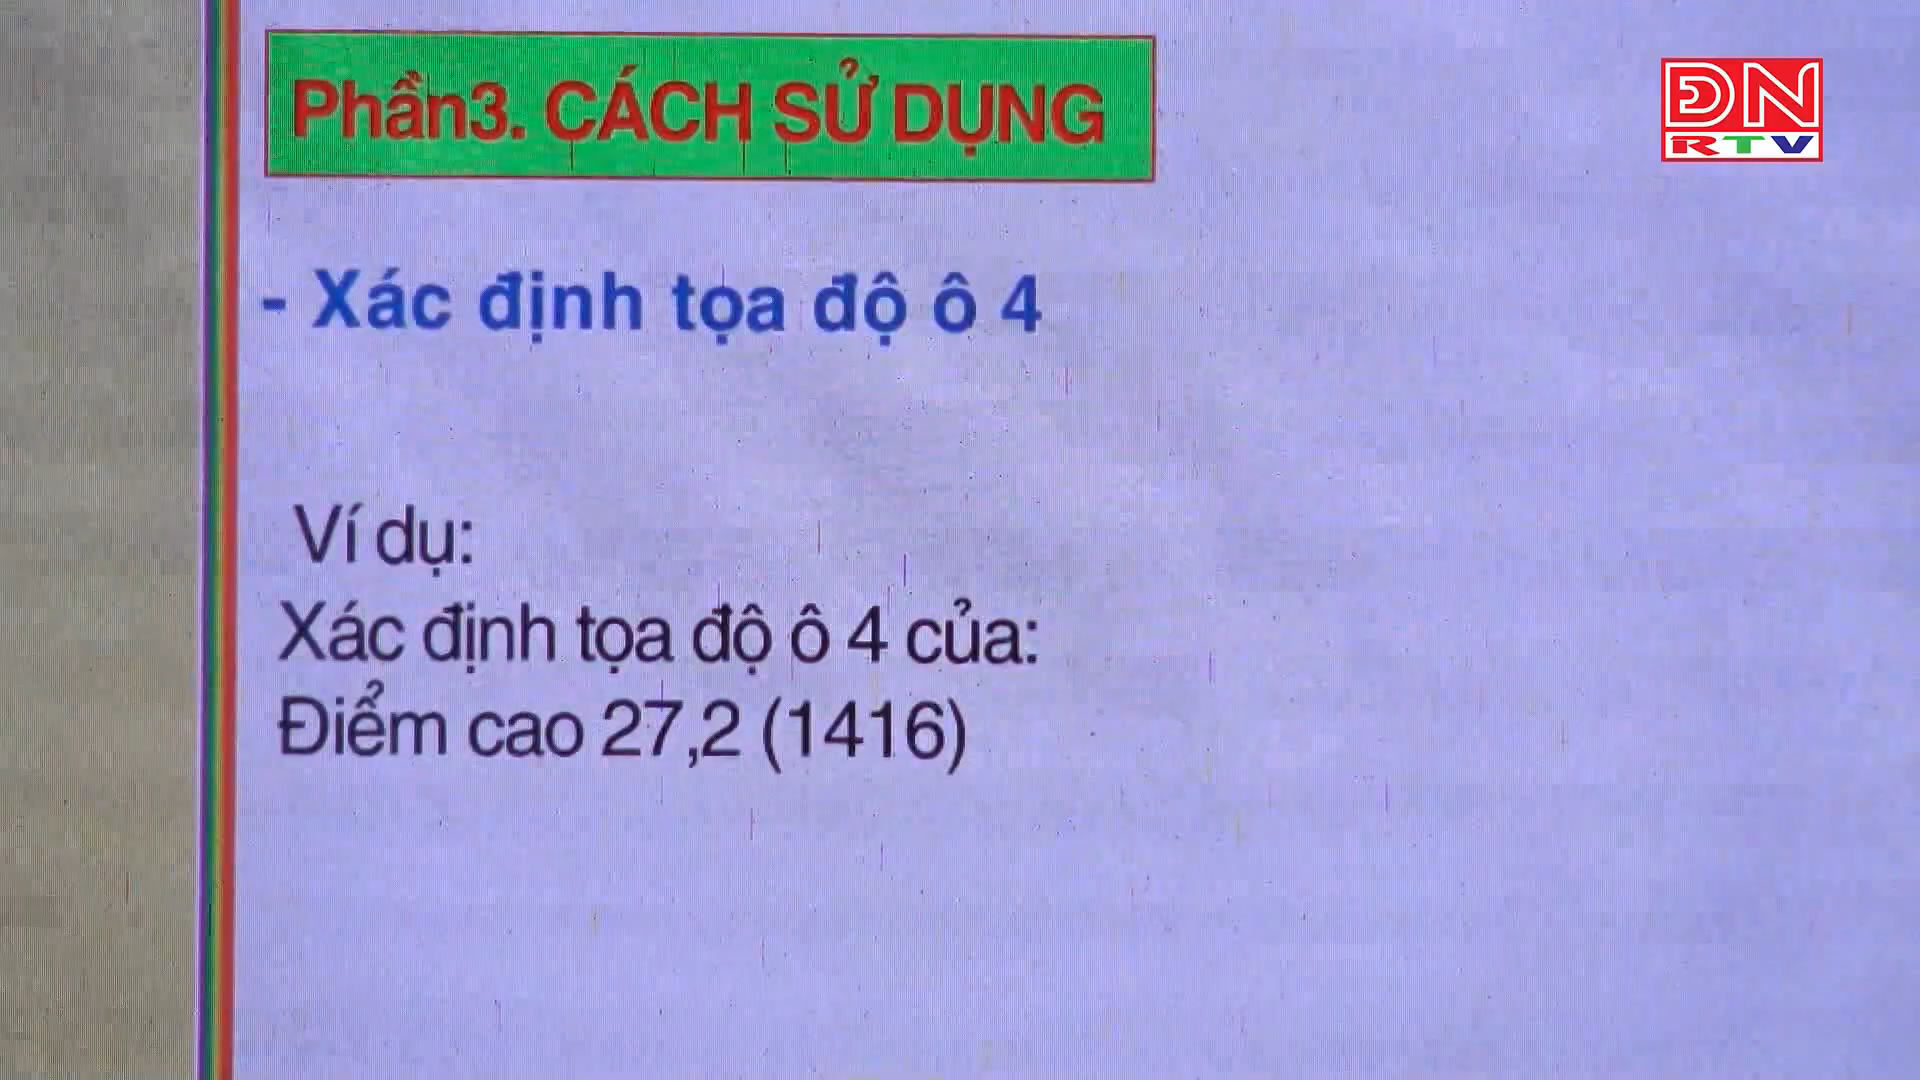 Phần3. CÁCH SỬ DỤNG
ĐN
RTV
- Xác định tọa độ ô 4
Ví dụ:
Xác định tọa độ ô 4 của:
Điểm cao 27,2 (1416)